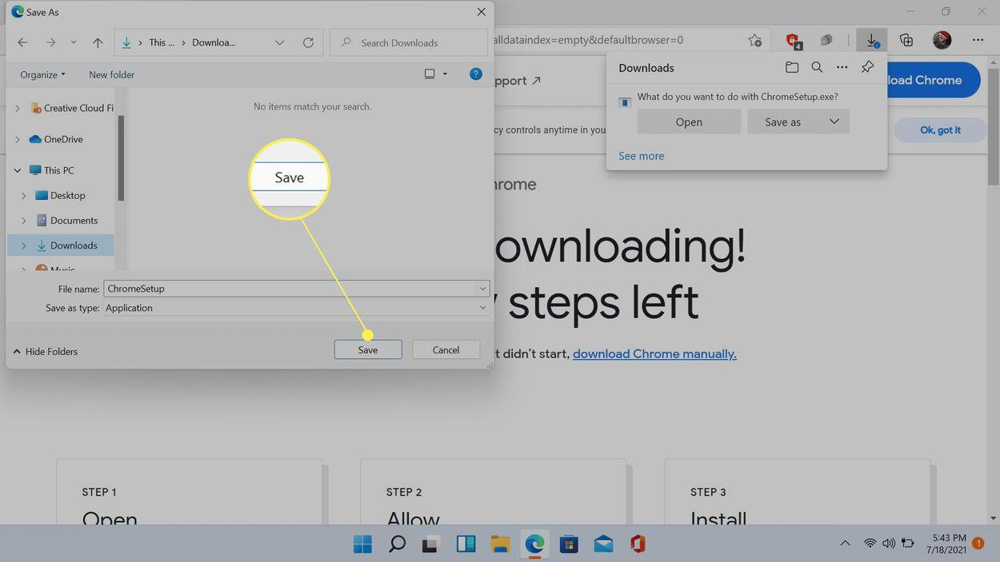 Save As
This ...
Downloa...
Search Downloads
Organize
New folder
?
Creative Cloud Fi
OneDrive
This PC
Desktop
Documents
Downloads
Music
No items match your search.
Save
File name: ChromeSetup
Save as type: Application
Hide Folders
Save
Cancel
alldataindex=empty&defaultbrowser=0
4
pport
load Chrome
Downloads
What do you want to do with ChromeSetup.exe?
Open
Save as
See more
cy controls anytime in you
Ok, got it
rome
ownloading!
steps left
t didn't start, download Chrome manually.
STEP 1
Open
STEP 2
Allow
STEP 3
Install
5:43 PM
7/18/2021
1